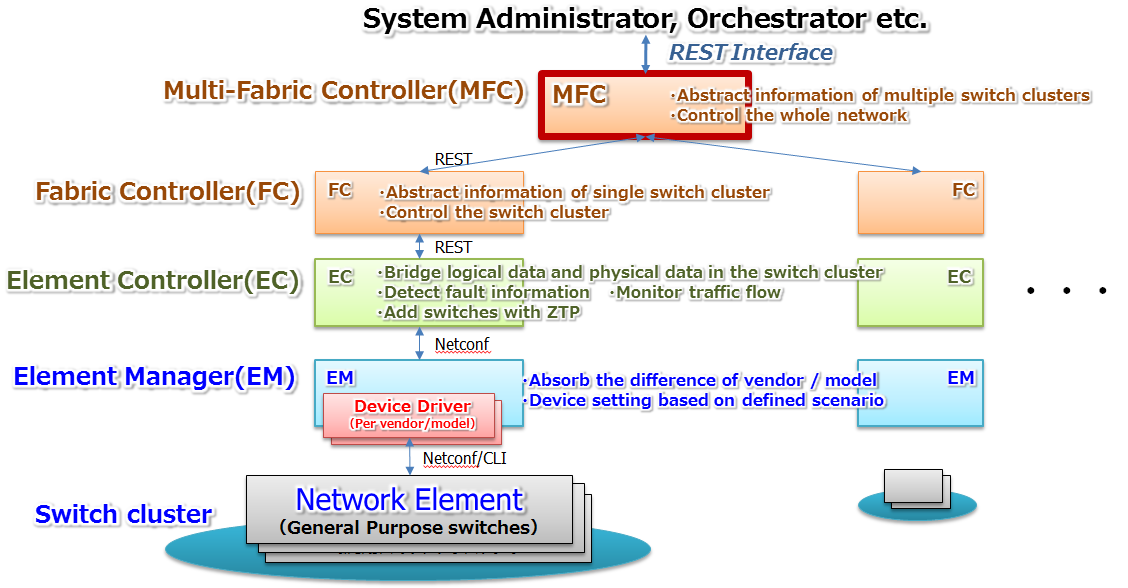 System Administrator, Orchestrator etc.
REST Interface
Multi-Fabric Controller(MFC)
MFC
・Abstract information of multiple switch clusters
・Control the whole network
REST
Fabric Controller(FC)
FC
・Abstract information of single switch cluster
・Control the switch cluster
FC
REST
Element Controller(EC)
EC
・Bridge logical data and physical data in the switch cluster
・Detect fault information ・Monitor traffic flow
・Add switches with ZTP
EC
・・・
Netconf
Element Manager(EM)
EM
・Absorb the difference of vendor / model
・Device setting based on defined scenario
EM
Device Driver
(Per vendor/model)
Netconf/CLI
Switch cluster
Network Element
(General Purpose switches)